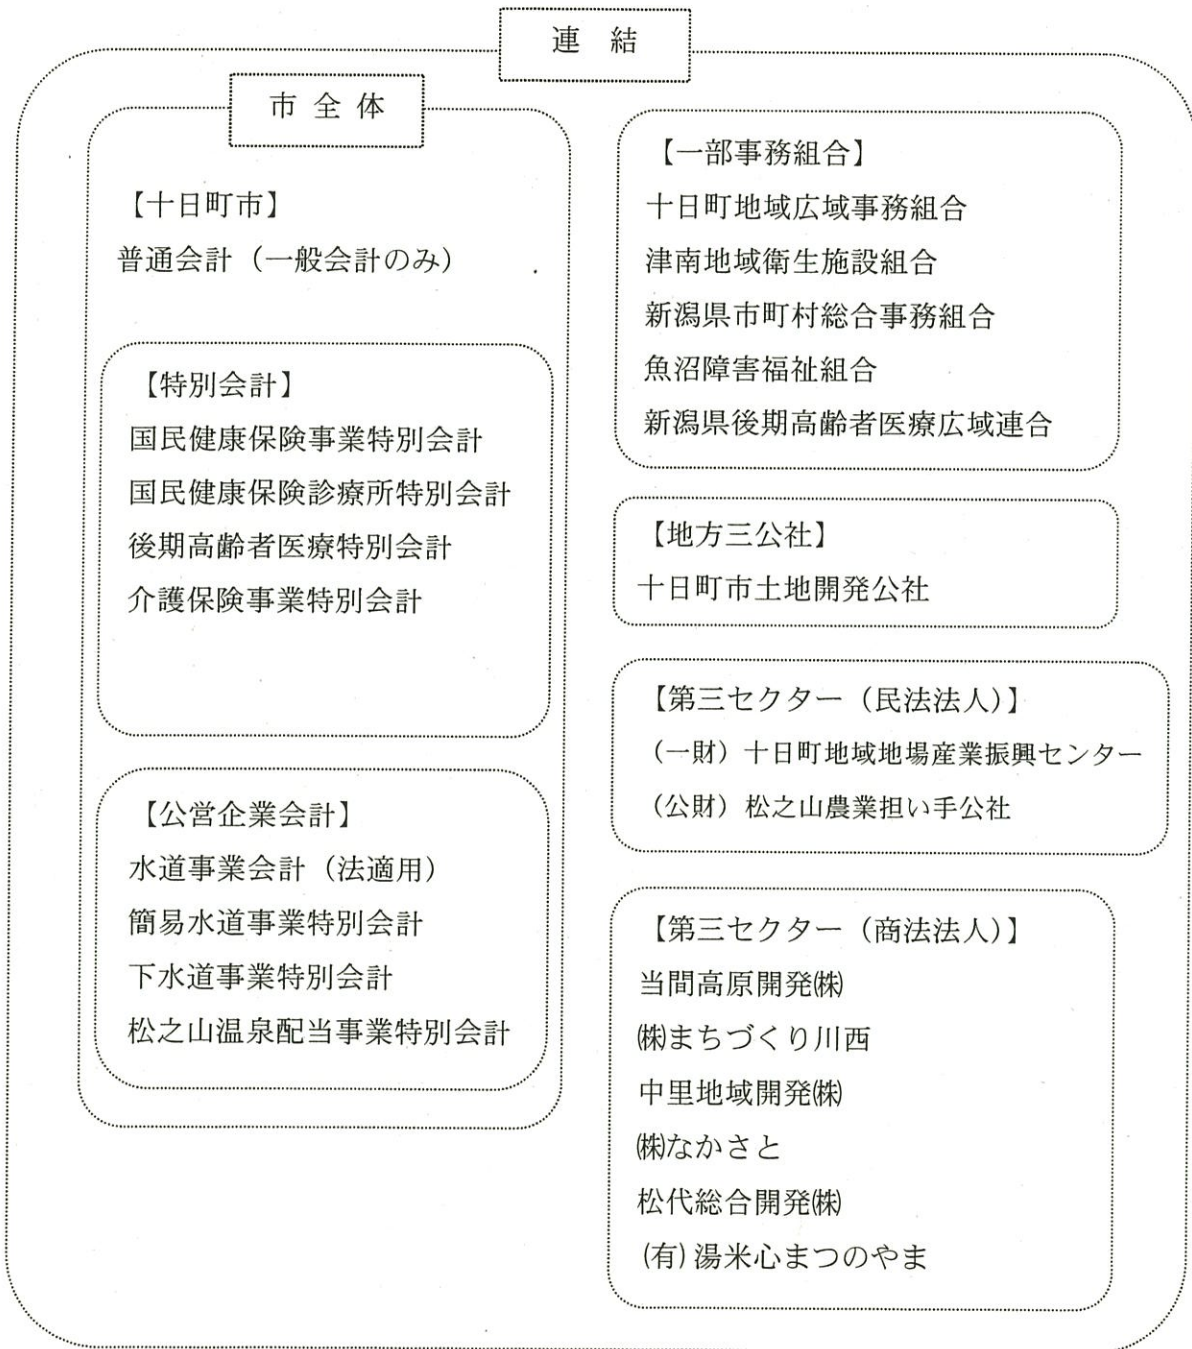 連 結
市 全 体
【十日町市】
普通会計（一般会計のみ）
【特別会計】
国民健康保険事業特別会計
国民健康保険診療所特別会計
後期高齢者医療特別会計
介護保険事業特別会計
【公営企業会計】
水道事業会計（法適用）
簡易水道事業特別会計
下水道事業特別会計
松之山温泉配当事業特別会計
【一部事務組合】
十日町地域広域事務組合
津南地域衛生施設組合
新潟県市町村総合事務組合
魚沼障害福祉組合
新潟県後期高齢者医療広域連合
【地方三公社】
十日町市土地開発公社
【第三セクター（民法法人）】
（一財）十日町地域地場産業振興センター
（公財）松之山農業担い手公社
【第三セクター（商法法人）】
当間高原開発㈱
㈱まちづくり川西
中里地域開発㈱
㈱なかさと
松代総合開発㈱
(有)湯米心まつのやま